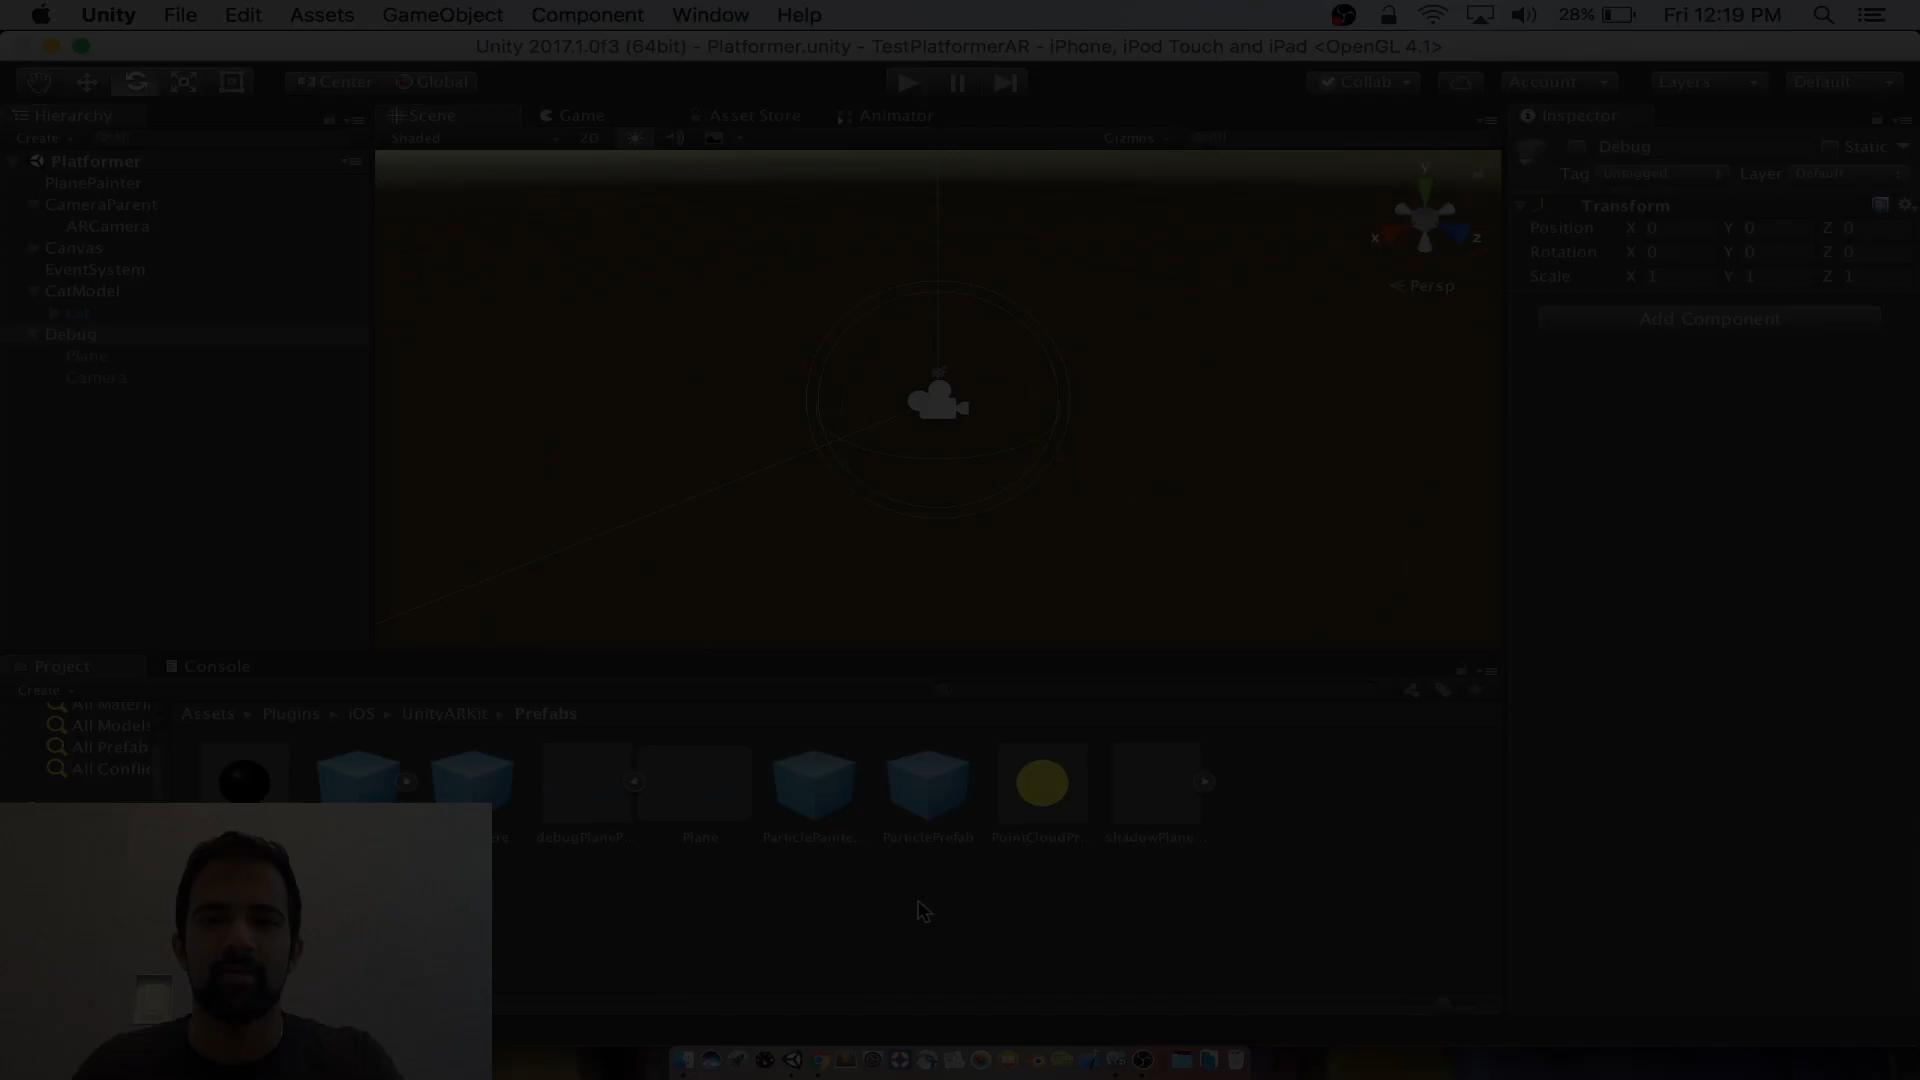 Unity File Edit Assets GameObject Component Window Help 28% Fri 12:19 PM
Unity 2017.1.0f3 (64bit) - Platformer.unity - TestPlatformerAR - iPhone, iPod Touch and iPad <OpenGL 4.1>
Center Global Collab Account Layers Default
Hierarchy
Create
Platformer
PlanePainter
CameraParent
ARCamera
Canvas
EventSystem
CatModel
Cat
Debug
Plane
Camera
Scene Game Asset Store Animator
Shaded 2D Gizmos
y
x z
Persp
Inspector
Debug Static
Tag Untagged Layer Default
Transform
Position X 0 Y 0 Z 0
Rotation X 0 Y 0 Z 0
Scale X 1 Y 1 Z 1
Add Component
Project Console
Create
All Materi
All Models
All Prefab
All Conflic
Assets Plugins iOS UnityARKit Prefabs
debugPlaneP... Plane ParticlePainte... ParticlePrefab PointCloudPr... shadowPlane...